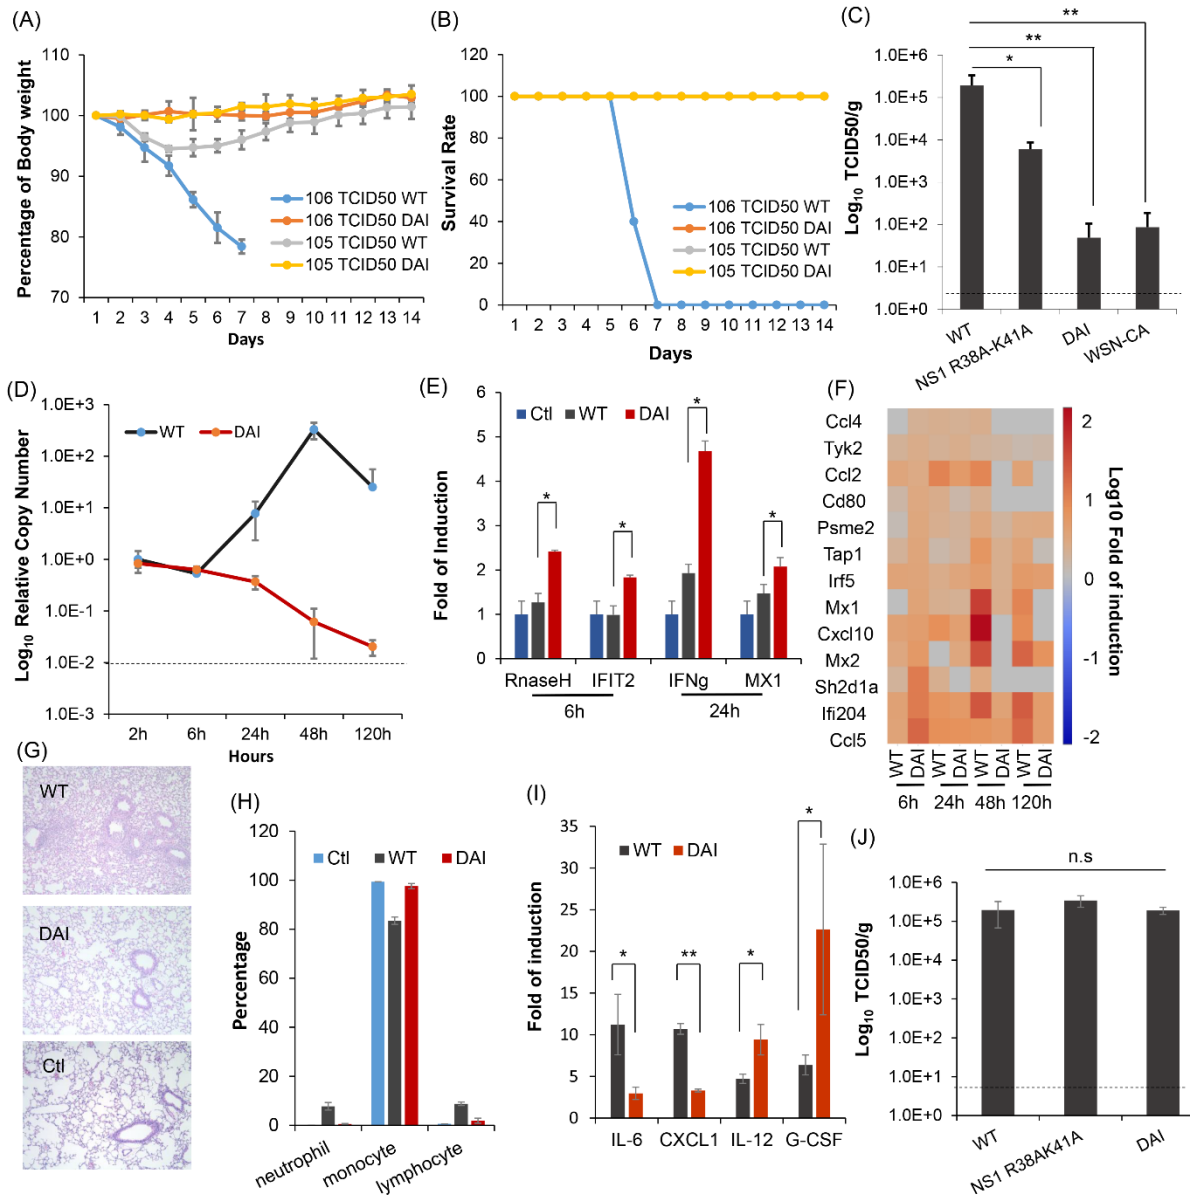 (A)
110
100
90
80
70
Percentage of Body weight
106 TCID50 WT
106 TCID50 DAI
105 TCID50 WT
105 TCID50 DAI
1 2 3 4 5 6 7 8 9 10 11 12 13 14
Days
(B)
120
100
80
60
40
20
0
Survival Rate
106 TCID50 WT
106 TCID50 DAI
105 TCID50 WT
105 TCID50 DAI
1 2 3 4 5 6 7 8 9 10 11 12 13 14
Days
(C)
**
**
*
1.0E+6
1.0E+5
1.0E+4
1.0E+3
1.0E+2
1.0E+1
1.0E+0
Log10 TCID50/g
WT
NS1 R38A-K41A
DAI
WSN-CA
(D)
1.0E+3
1.0E+2
1.0E+1
1.0E+0
1.0E-1
1.0E-2
1.0E-3
Log10 Relative Copy Number
WT DAI
2h 6h 24h 48h 120h
Hours
(E)
6
5
4
3
2
1
0
Fold of Induction
Ctl WT DAI
* * * *
RnaseH IFIT2 IFNg MX1
6h 24h
(F)
Ccl4
Tyk2
Ccl2
Cd80
Psme2
Tap1
Irf5
Mx1
Cxcl10
Mx2
Sh2d1a
Ifi204
Ccl5
WT DAI WT DAI WT DAI WT DAI
6h 24h 48h 120h
2
1
0
-1
-2
Log10 Fold of induction
(G)
WT
DAI
Ctl
(H)
120
100
80
60
40
20
0
Percentage
Ctl WT DAI
neutrophil monocyte lymphocyte
(I)
35
30
25
20
15
10
5
0
Fold of induction
WT DAI
* ** * *
IL-6 CXCL1 IL-12 G-CSF
(J)
n.s
1.0E+6
1.0E+5
1.0E+4
1.0E+3
1.0E+2
1.0E+1
1.0E+0
Log10 TCID50/g
WT
NS1 R38AK41A
DAI